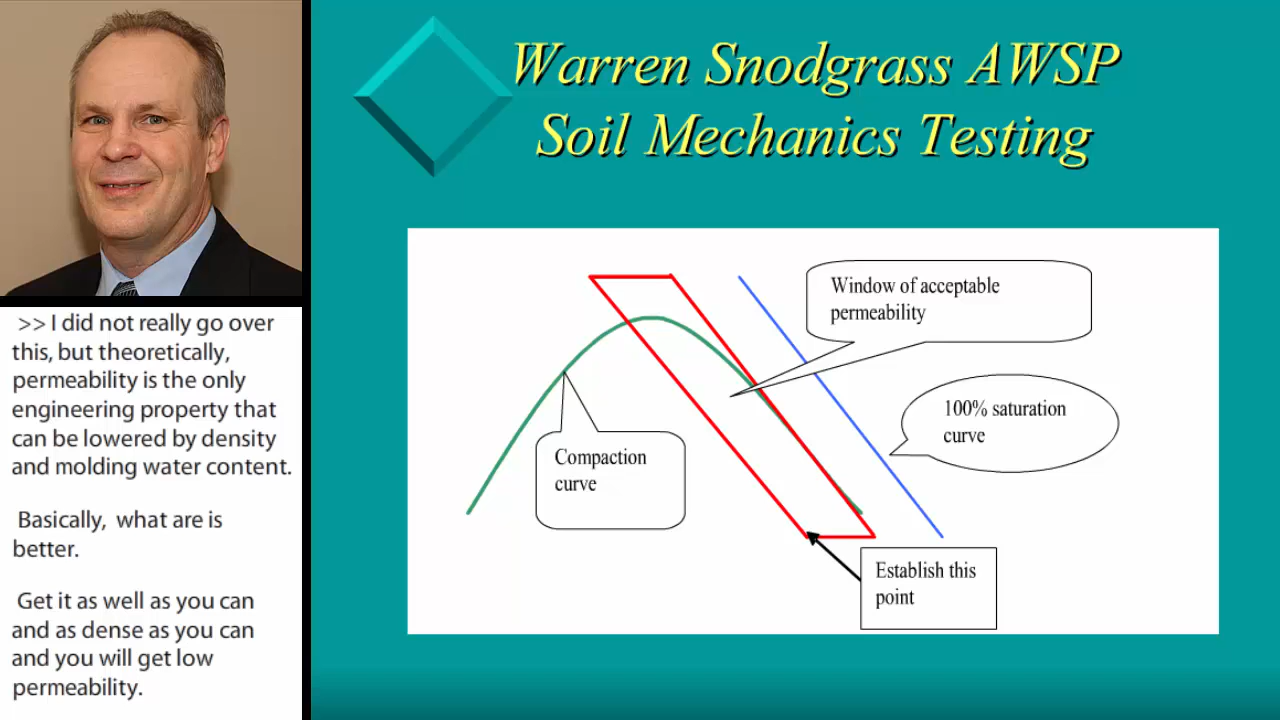 Warren Snodgrass AWSP
Soil Mechanics Testing
>> I did not really go over
this, but theoretically,
permeability is the only
engineering property that
can be lowered by density
and molding water content.
Basically, what are is
better.
Get it as well as you can
and as dense as you can
and you will get low
permeability.
Window of acceptable
permeability
100% saturation
curve
Compaction
curve
Establish this
point